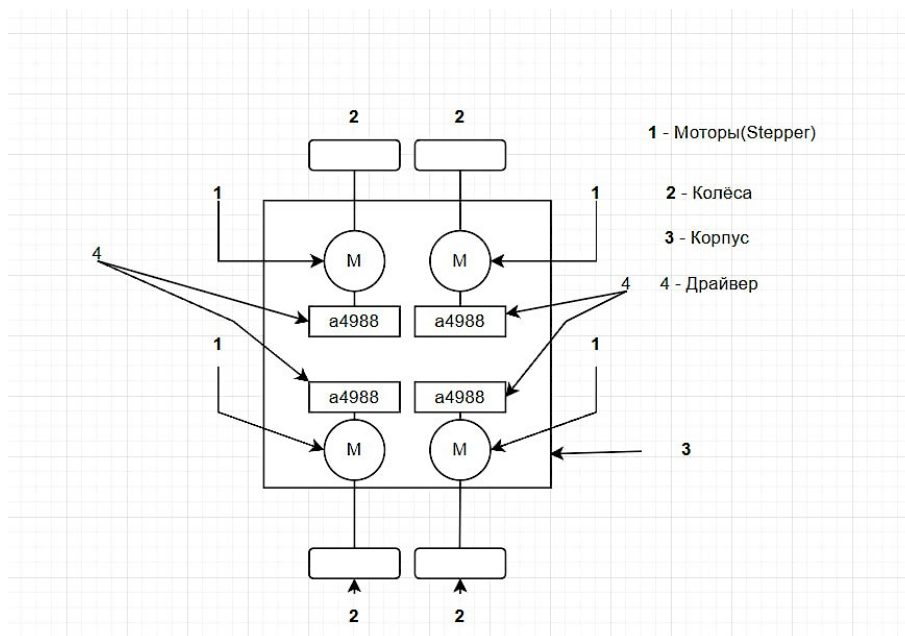 2 2
1 - Моторы(Stepper)
1 1 2 - Колёса
3 - Корпус
4 M M
4 4 - Драйвер
a4988 a4988
1 1
a4988 a4988
M M 3
2 2